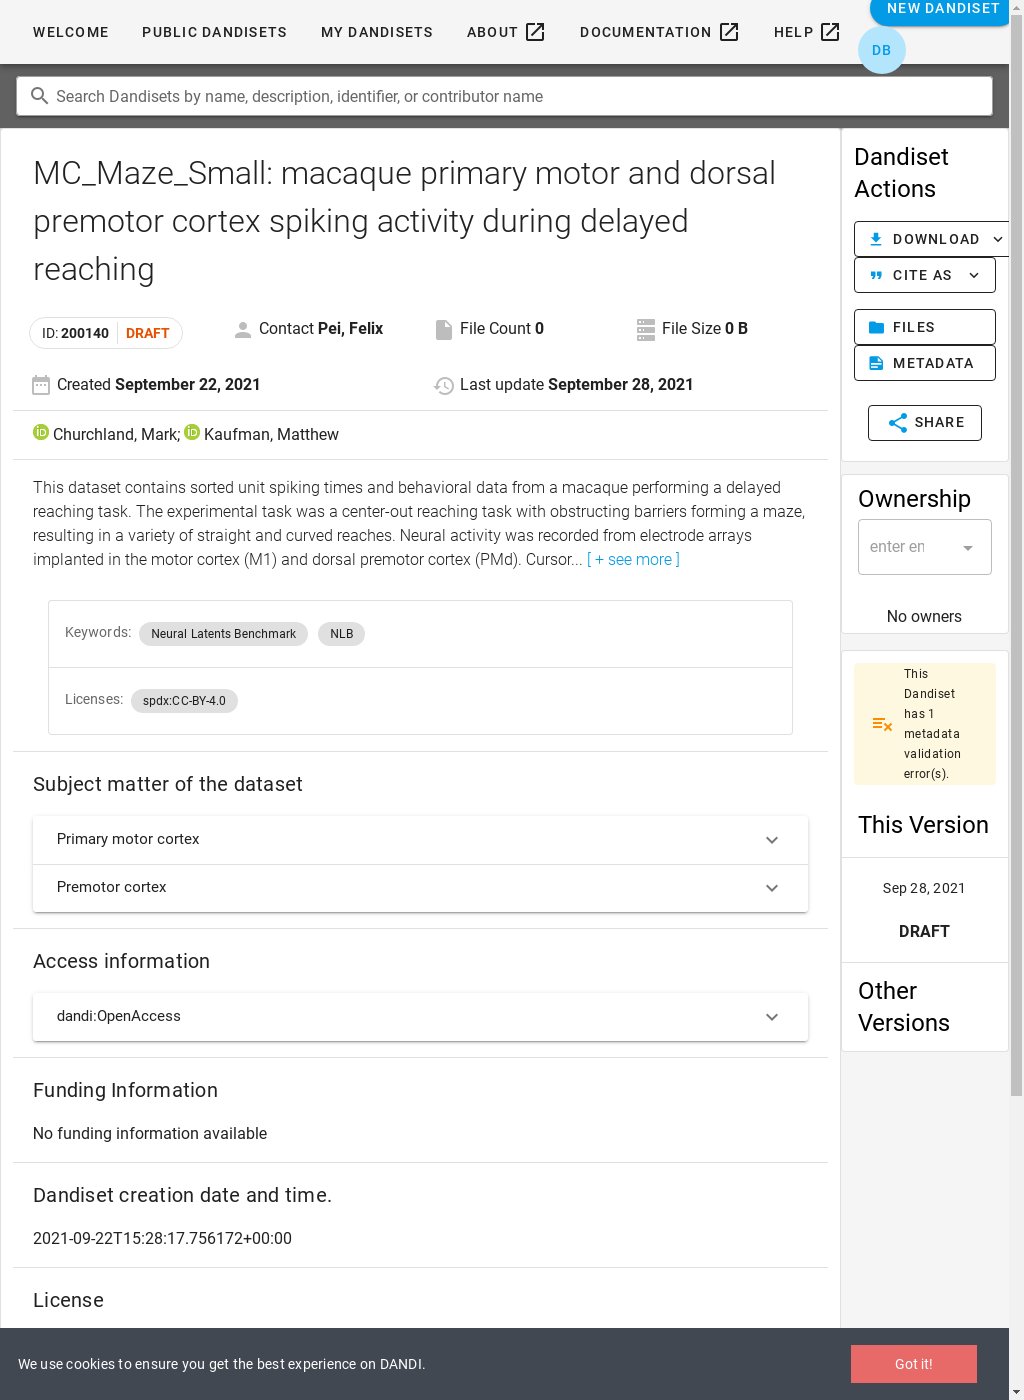 WELCOME PUBLIC DANDISETS MY DANDISETS ABOUT DOCUMENTATION HELP NEW DANDISET
DB
Search Dandisets by name, description, identifier, or contributor name
MC_Maze_Small: macaque primary motor and dorsal
premotor cortex spiking activity during delayed
reaching
ID: 200140 DRAFT
Contact Pei, Felix
File Count 0
File Size 0 B
Created September 22, 2021
Last update September 28, 2021
iD Churchland, Mark; iD Kaufman, Matthew
This dataset contains sorted unit spiking times and behavioral data from a macaque performing a delayed
reaching task. The experimental task was a center-out reaching task with obstructing barriers forming a maze,
resulting in a variety of straight and curved reaches. Neural activity was recorded from electrode arrays
implanted in the motor cortex (M1) and dorsal premotor cortex (PMd). Cursor... [ + see more ]
Keywords: Neural Latents Benchmark NLB
Licenses: spdx:CC-BY-4.0
Subject matter of the dataset
Primary motor cortex
Premotor cortex
Access information
dandi:OpenAccess
Funding Information
No funding information available
Dandiset creation date and time.
2021-09-22T15:28:17.756172+00:00
License
Dandiset
Actions
DOWNLOAD
CITE AS
FILES
METADATA
SHARE
Ownership
enter en
No owners
This
Dandiset
has 1
metadata
validation
error(s).
This Version
Sep 28, 2021
DRAFT
Other
Versions
We use cookies to ensure you get the best experience on DANDI.
Got it!